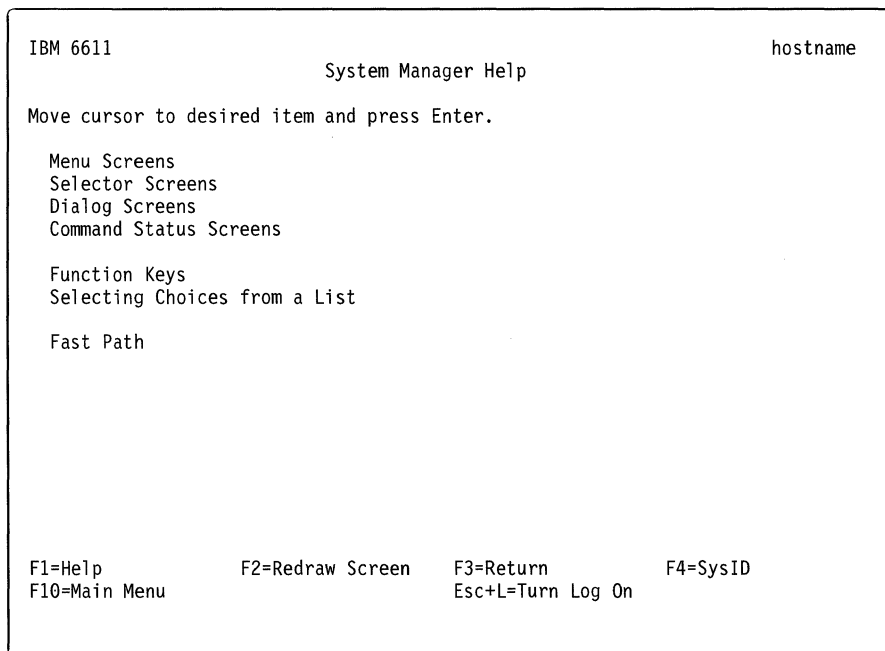 IBM 6611 hostname
System Manager Help
Move cursor to desired item and press Enter.
Menu Screens
Selector Screens
Dialog Screens
Command Status Screens
Function Keys
Selecting Choices from a List
Fast Path
F1=Help F2=Redraw Screen F3=Return F4=SysID
F10=Main Menu Esc+L=Turn Log On